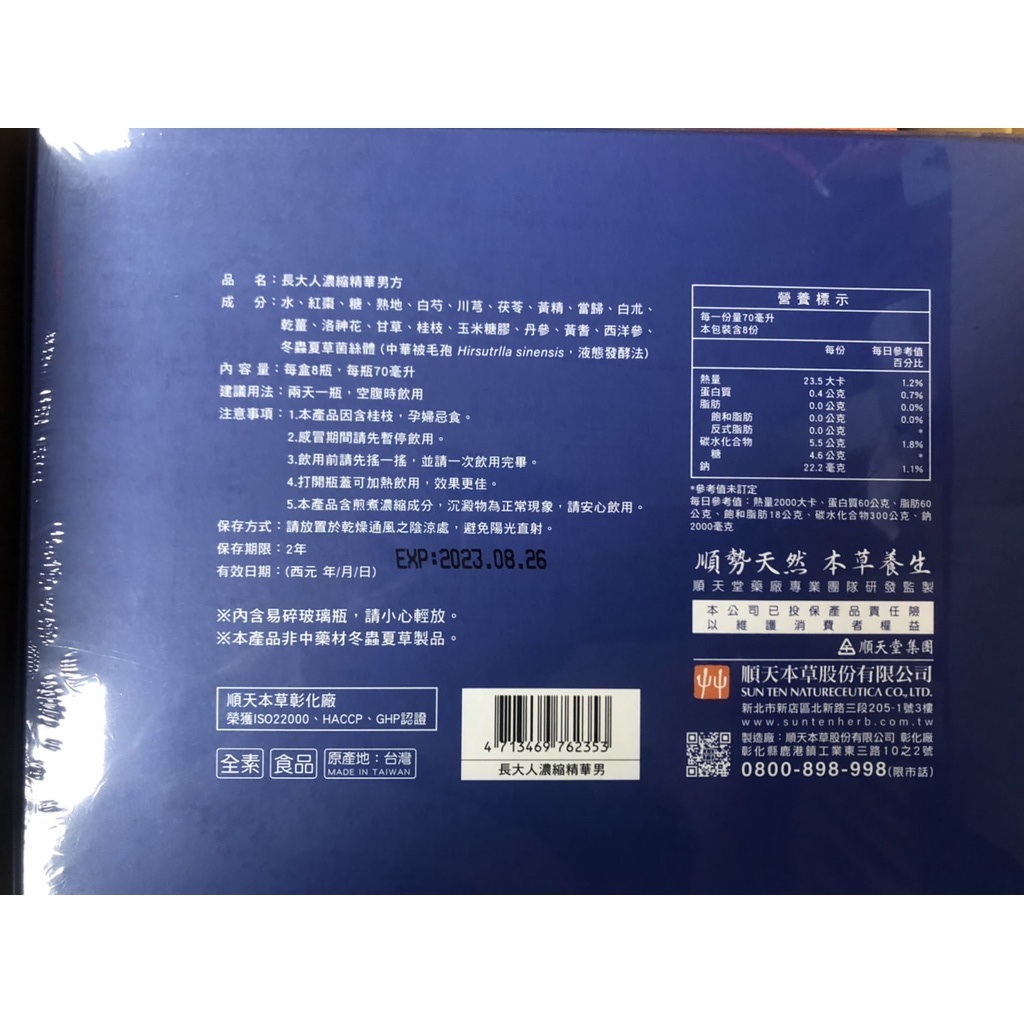 品　名：長大人濃縮精華男方
成　分：水、紅棗、糖、熟地、白芍、川芎、茯苓、黃精、當歸、白朮、
乾薑、洛神花、甘草、桂枝、玉米糖膠、丹參、黃耆、西洋參、
冬蟲夏草菌絲體 (中華被毛孢 Hirsutrlla sinensis，液態發酵法)
內 容 量：每盒8瓶，每瓶70毫升
建議用法：兩天一瓶，空腹時飲用
注意事項：1.本產品因含桂枝，孕婦忌食。
2.感冒期間請先暫停飲用。
3.飲用前請先搖一搖，並請一次飲用完畢。
4.打開瓶蓋可加熱飲用，效果更佳。
5.本產品含煎煮濃縮成分，沉澱物為正常現象，請安心飲用。
保存方式：請放置於乾燥通風之陰涼處，避免陽光直射。
保存期限：2年
EXP:2023.08.26
有效日期：(西元 年/月/日)
※內含易碎玻璃瓶，請小心輕放。
※本產品非中藥材冬蟲夏草製品。
順天本草彰化廠
榮獲ISO22000、HACCP、GHP認證
全素 食品 原產地：台灣
MADE IN TAIWAN
4 713469 762353
長大人濃縮精華男
營養標示
每一份量70毫升
本包裝含8份
每份 每日參考值
百分比
熱量 23.5 大卡 1.2%
蛋白質 0.4 公克 0.7%
脂肪 0.0 公克 0.0%
飽和脂肪 0.0 公克 0.0%
反式脂肪 0.0 公克 *
碳水化合物 5.5 公克 1.8%
糖 4.6 公克 *
鈉 22.2 毫克 1.1%
*參考值未訂定
每日參考值：熱量2000大卡、蛋白質60公克、脂肪60
公克、飽和脂肪18公克、碳水化合物300公克、鈉
2000毫克
順勢天然 本草養生
順天堂藥廠專業團隊研發監製
本公司已投保產品責任險
以維護消費者權益
順天堂集團
順天本草股份有限公司
SUN TEN NATURECEUTICA CO., LTD.
新北市新店區北新路三段205-1號3樓
www.suntenherb.com.tw
製造廠：順天本草股份有限公司 彰化廠
彰化縣鹿港鎮工業東三路10之2號
0800-898-998(限市話)